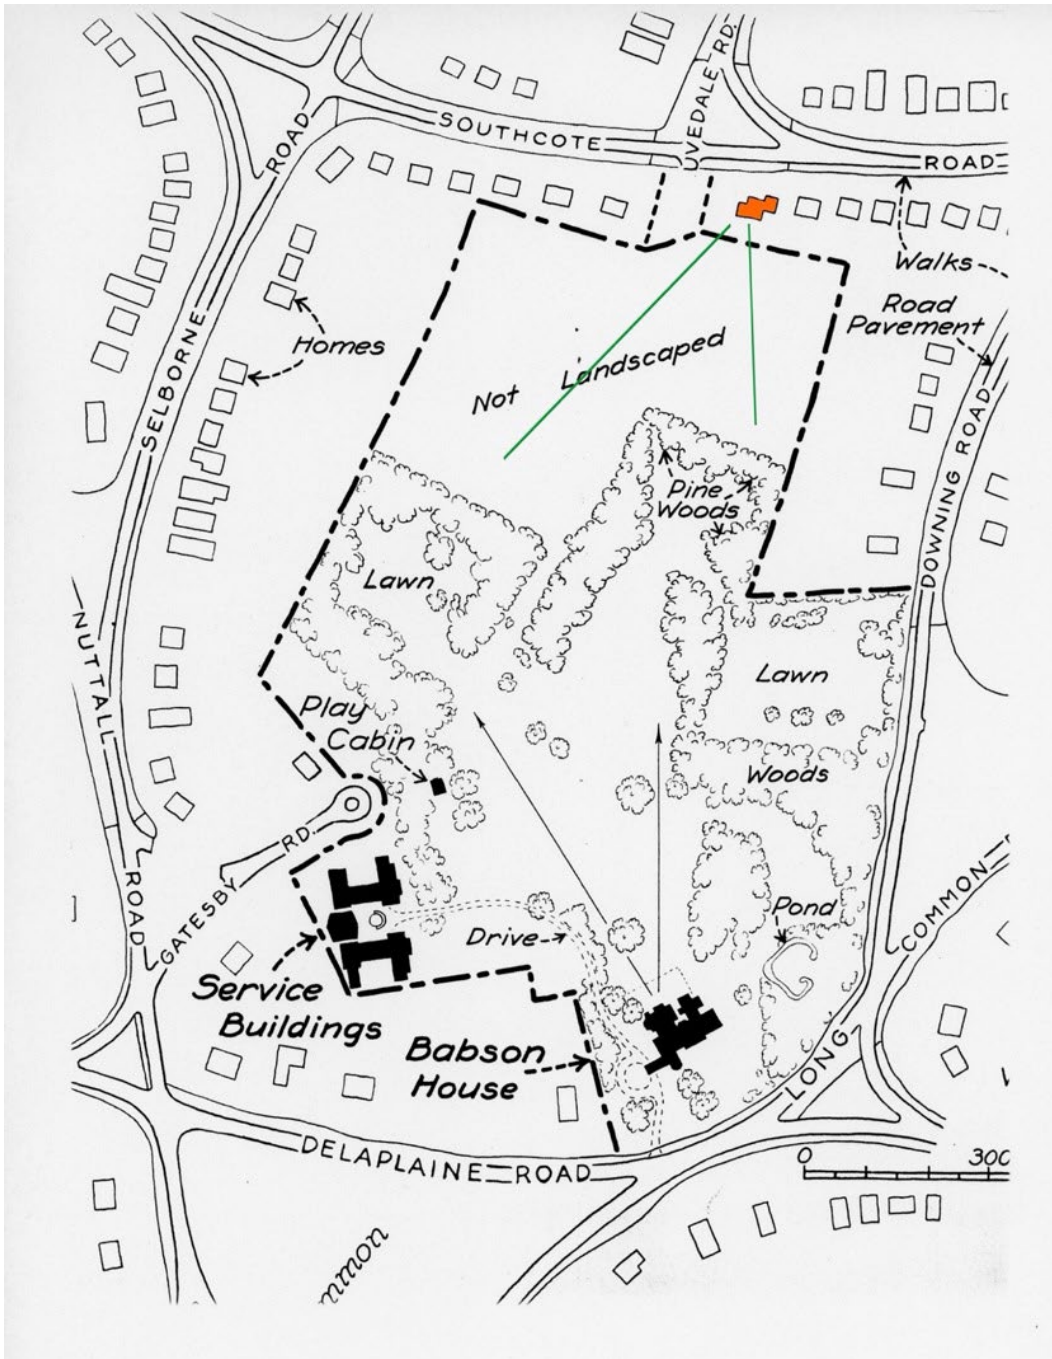 UVEDALE RD.
SOUTHCOTE
ROAD
ROAD
Walks
Road
Pavement
Homes
SELBORNE
Not Landscaped
Pine
Woods
DOWNING ROAD
Lawn
NUTTALL
Lawn
Play
Cabin
Woods
GATESBY RD.
ROAD
Pond
COMMON
Drive
Service
Buildings
Babson
House
LONG
DELAPLAINE ROAD
0 300
mmon